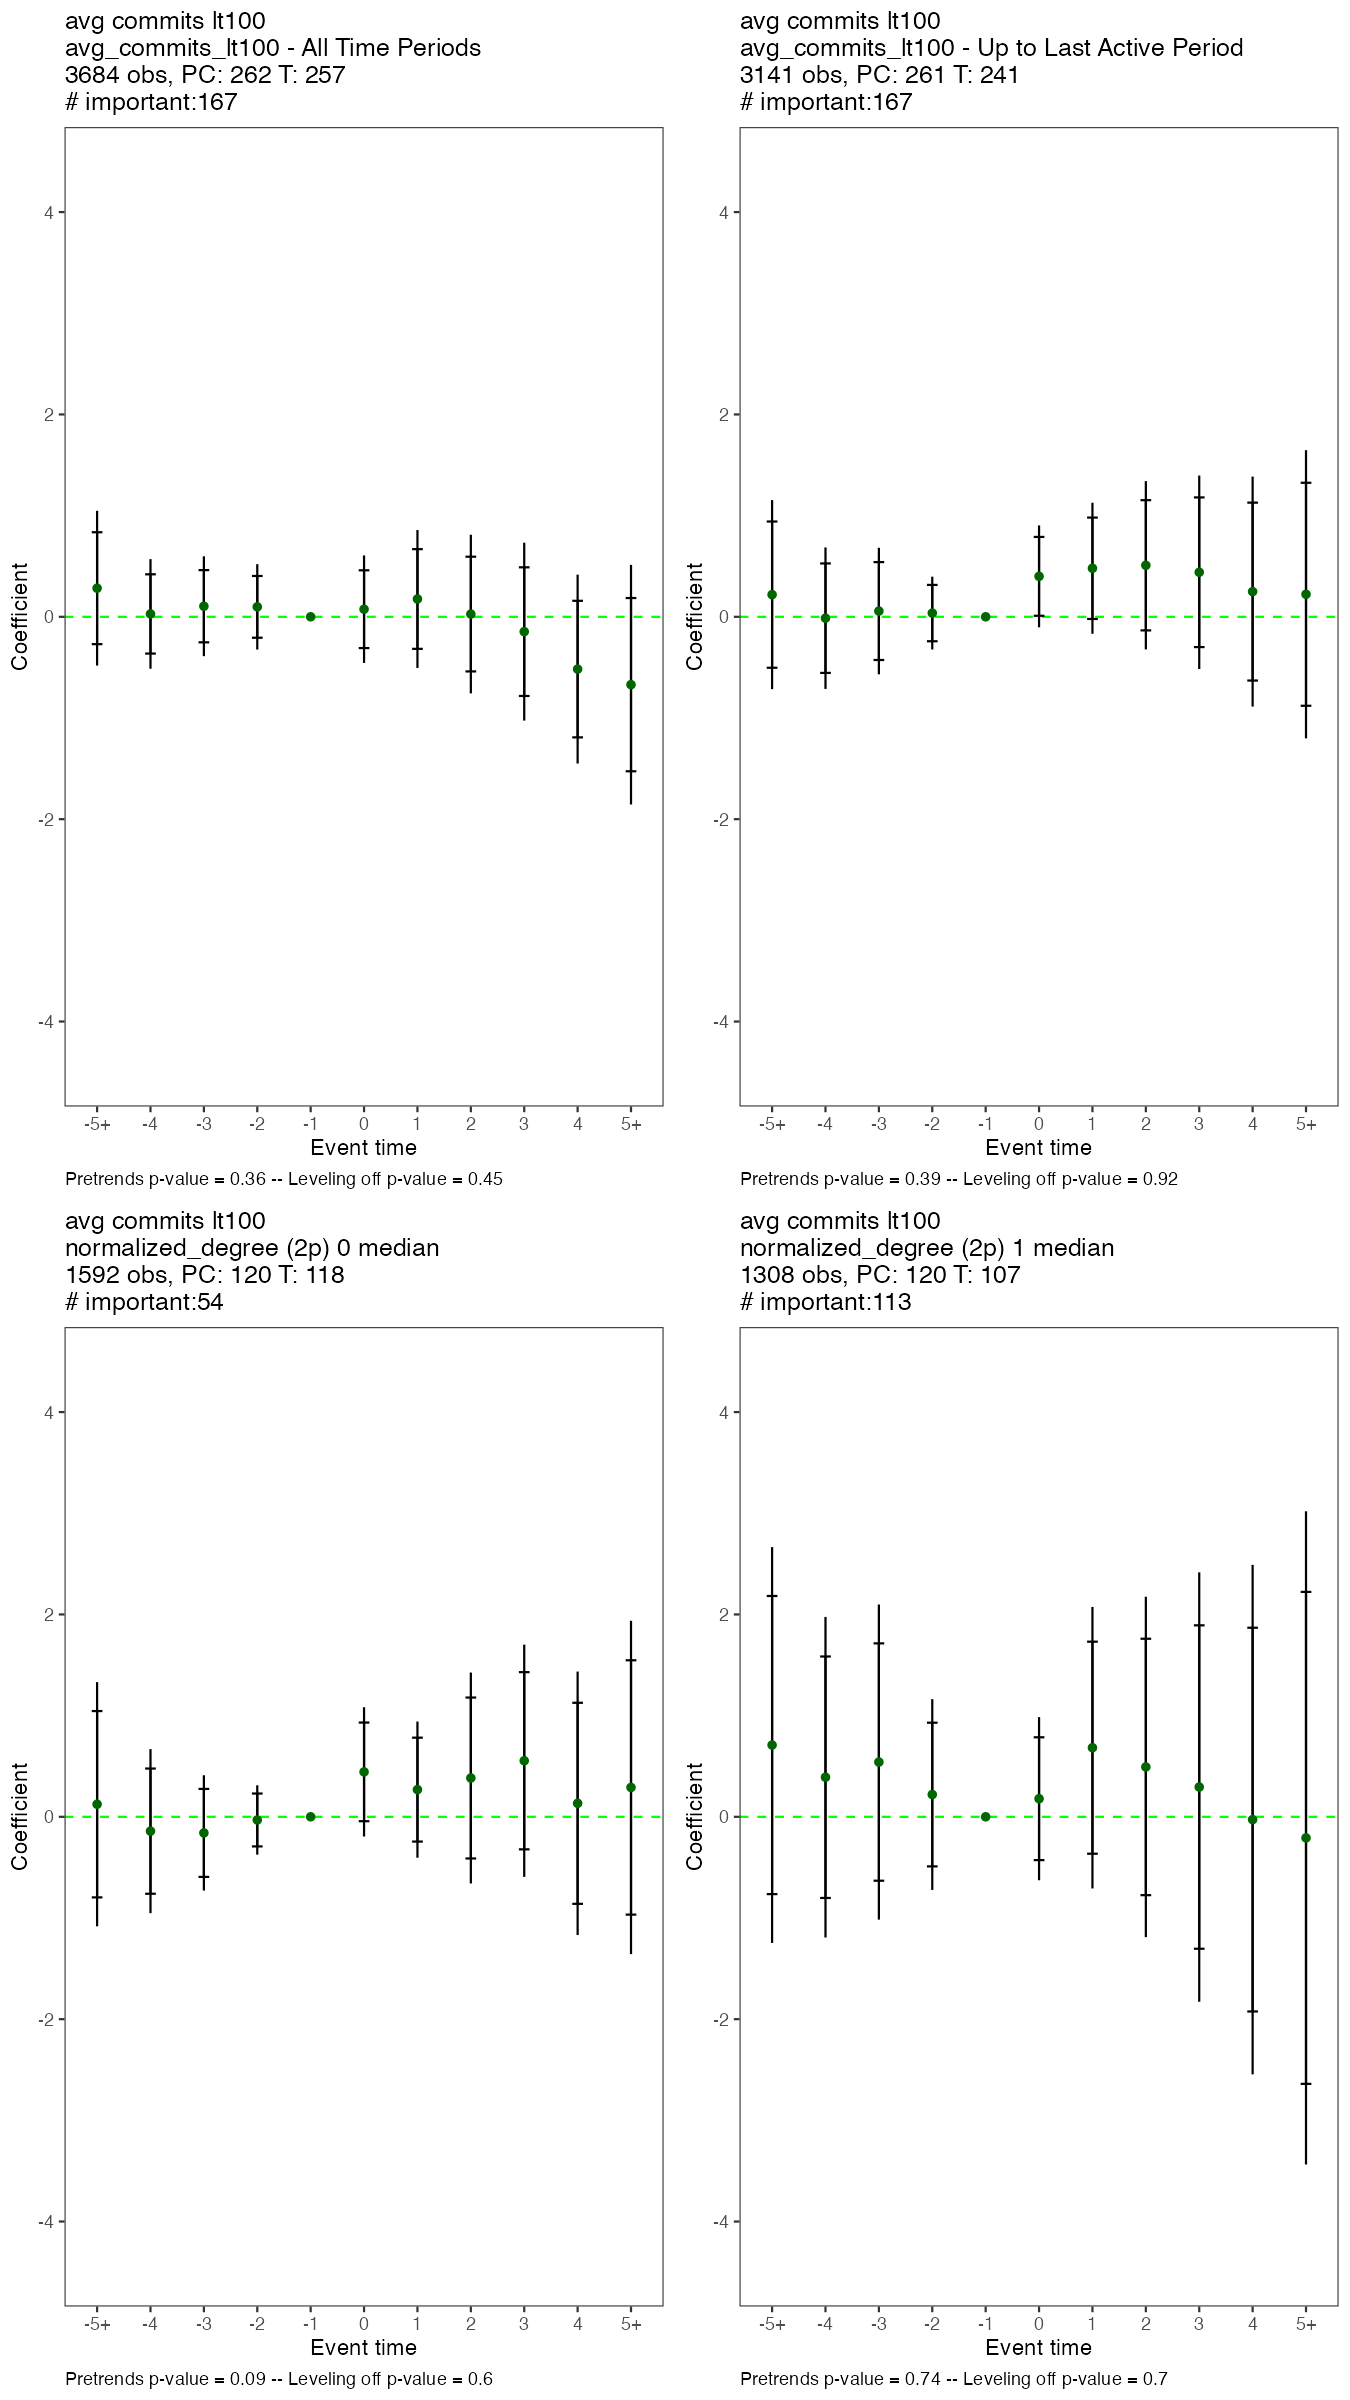 avg commits lt100
avg_commits_lt100 - All Time Periods
3684 obs, PC: 262 T: 257
# important:167
4
2
0
-2
-4
Coefficient
-5+ -4 -3 -2 -1 0 1 2 3 4 5+
Event time
Pretrends p-value = 0.36 -- Leveling off p-value = 0.45
avg commits lt100
avg_commits_lt100 - Up to Last Active Period
3141 obs, PC: 261 T: 241
# important:167
4
2
0
-2
-4
Coefficient
-5+ -4 -3 -2 -1 0 1 2 3 4 5+
Event time
Pretrends p-value = 0.39 -- Leveling off p-value = 0.92
avg commits lt100
normalized_degree (2p) 0 median
1592 obs, PC: 120 T: 118
# important:54
4
2
0
-2
-4
Coefficient
-5+ -4 -3 -2 -1 0 1 2 3 4 5+
Event time
Pretrends p-value = 0.09 -- Leveling off p-value = 0.6
avg commits lt100
normalized_degree (2p) 1 median
1308 obs, PC: 120 T: 107
# important:113
4
2
0
-2
-4
Coefficient
-5+ -4 -3 -2 -1 0 1 2 3 4 5+
Event time
Pretrends p-value = 0.74 -- Leveling off p-value = 0.7